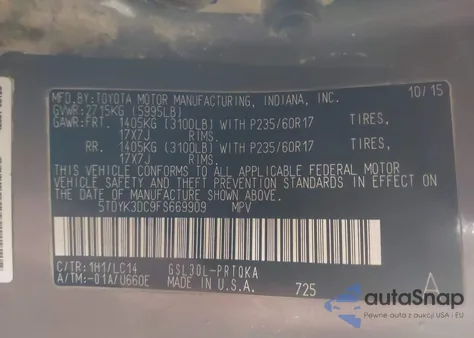 MFD.BY: TOYOTA MOTOR MANUFACTURING, INDIANA, INC. 10/15
GVWR: 2715KG (5995LB)
GAWR: FRT. 1405KG (3100LB) WITH P235/60R17 TIRES,
17X7J RIMS.
RR. 1405KG (3100LB) WITH P235/60R17 TIRES,
17X7J RIMS.
THIS VEHICLE CONFORMS TO ALL APPLICABLE FEDERAL MOTOR
VEHICLE SAFETY AND THEFT PREVENTION STANDARDS IN EFFECT ON
THE DATE OF MANUFACTURE SHOWN ABOVE.
5TDYK3DC9FS669909 MPV
C/TR: 1H1/LC14 GSL30L-PRTQKA A
A/TM:-01A/U660E MADE IN U.S.A. 725
autoSnap
Pewne auta z USA i EU